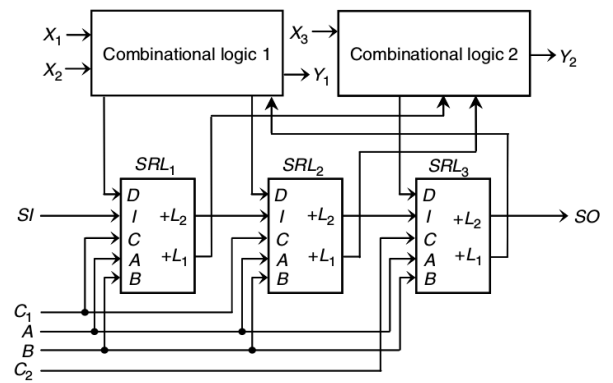 X1
X2
Combinational logic 1
Y1
X3
Combinational logic 2
Y2
SRL1
SRL2
SRL3
SI
D
I
C
A
B
+L2
+L1
D
I
C
A
B
+L2
+L1
D
I
C
A
B
+L2
+L1
SO
C1
A
B
C2